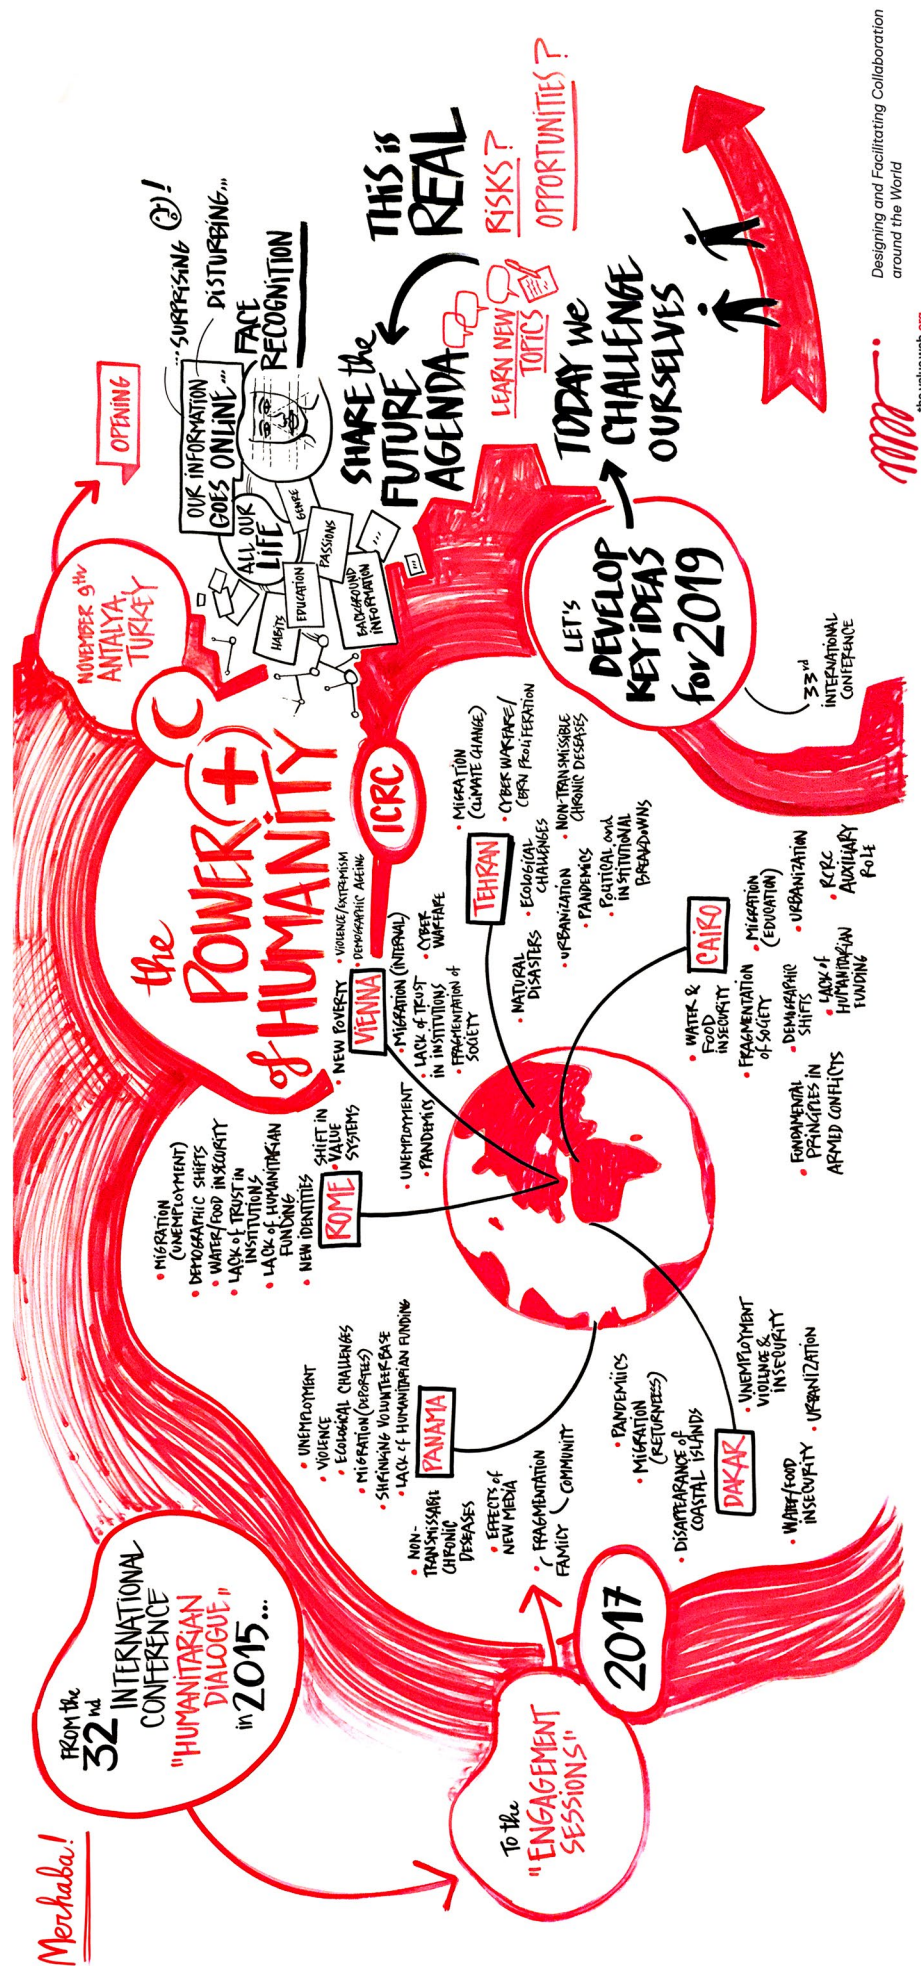 Merhaba!
FROM the
32nd
INTERNATIONAL
CONFERENCE
"HUMANITARIAN
DIALOGUE"
in 2015...
To the
"ENGAGEMENT
SESSIONS"
2017
the
POWER +
of HUMANITY
ICRC
NOVEMBER 9th
ANTALYA,
TURKEY
OPENING
PANAMA
• UNEMPLOYMENT
• VIOLENCE
• ECOLOGICAL CHALLENGES
• MIGRATION (DEPORTEES)
• SHRINKING VOLUNTEER BASE
• LACK of HUMANITARIAN FUNDING
• NON-
TRANSMISSABLE
CHRONIC
DESEASES
• EFFECTS of
NEW MEDIA
• FRAGMENTATION
FAMILY
COMMUNITY
ROME
• MIGRATION
(UNEMPLOYMENT)
• DEMOGRAPHIC SHIFTS
• WATER/FOOD INSECURITY
• LACK of TRUST IN
INSTITUTIONS
• LACK of HUMANITARIAN
FUNDING
• NEW IDENTITIES
SHIFT IN
• VALUE
SYSTEMS
VIENNA
• NEW POVERTY
• VIOLENCE/EXTREMISM
• DEMOGRAPHIC AGEING
• MIGRATION (INTERNAL)
• LACK of TRUST
IN INSTITUTIONS
• FRAGMENTATION of
SOCIETY
• CYBER
WARFARE
• UNEMPLOYMENT
• PANDEMICS
TEHRAN
• MIGRATION
(CLIMATE CHANGE)
• CYBER WARFARE/
CBRN PROLIFERATION
• ECOLOGICAL
CHALLENGES
• NON-TRANSMISSIBLE
CHRONIC DISEASES
• NATURAL
DISASTERS
• URBANIZATION
• PANDEMICS
• POLITICAL and
INSTITUTIONAL
BREAKDOWNS
CAIRO
• WATER &
FOOD
INSECURITY
• MIGRATION
(EDUCATION)
• FRAGMENTATION
of SOCIETY
• URBANIZATION
• DEMOGRAPHIC
SHIFTS
• RCRC
AUXILIARY
ROLE
• LACK of
HUMANITARIAN
FUNDING
• FUNDAMENTAL
PRINCIPLES IN
ARMED CONFLICTS
DAKAR
• PANDEMIICS
• MIGRATION
(RETURNEES)
• DISAPPEARANCE of
COASTAL ISLANDS
• UNEMPLOYMENT
VIOLENCE &
INSECURITY
• WATER/FOOD
INSECURITY
• URBANIZATION
OUR INFORMATION
GOES ONLINE...
...SURPRISING !
DISTURBING...
FACE
RECOGNITION
ALL OUR
LIFE
GENRE
HABITS
EDUCATION
PASSIONS
BACKGROUND
INFORMATION
...
...
SHARE the
FUTURE
AGENDA
THIS is
REAL
RISKS?
OPPORTUNITIES?
LEARN NEW
TOPICS
LET'S
DEVELOP
KEY IDEAS
for 2019
33rd
INTERNATIONAL
CONFERENCE
TODAY we
CHALLENGE
OURSELVES
Designing and Facilitating Collaboration
around the World